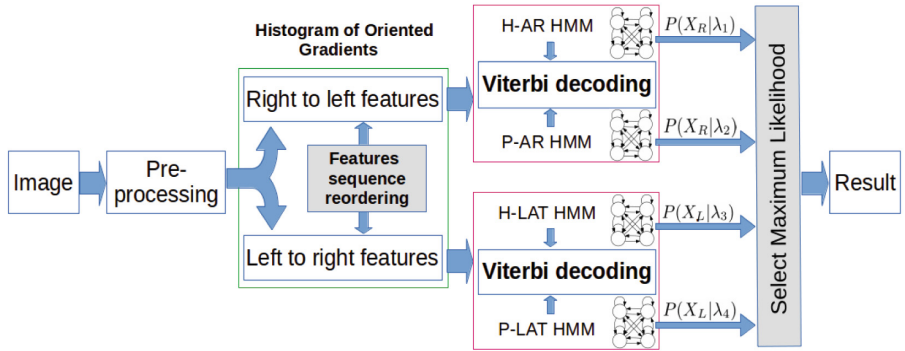 Image
Pre-
processing
Histogram of Oriented
Gradients
Right to left features
Features
sequence
reordering
Left to right features
H-AR HMM
Viterbi decoding
P-AR HMM
P(X_R|λ_1)
P(X_R|λ_2)
H-LAT HMM
Viterbi decoding
P-LAT HMM
P(X_L|λ_3)
P(X_L|λ_4)
Select Maximum Likelihood
Result